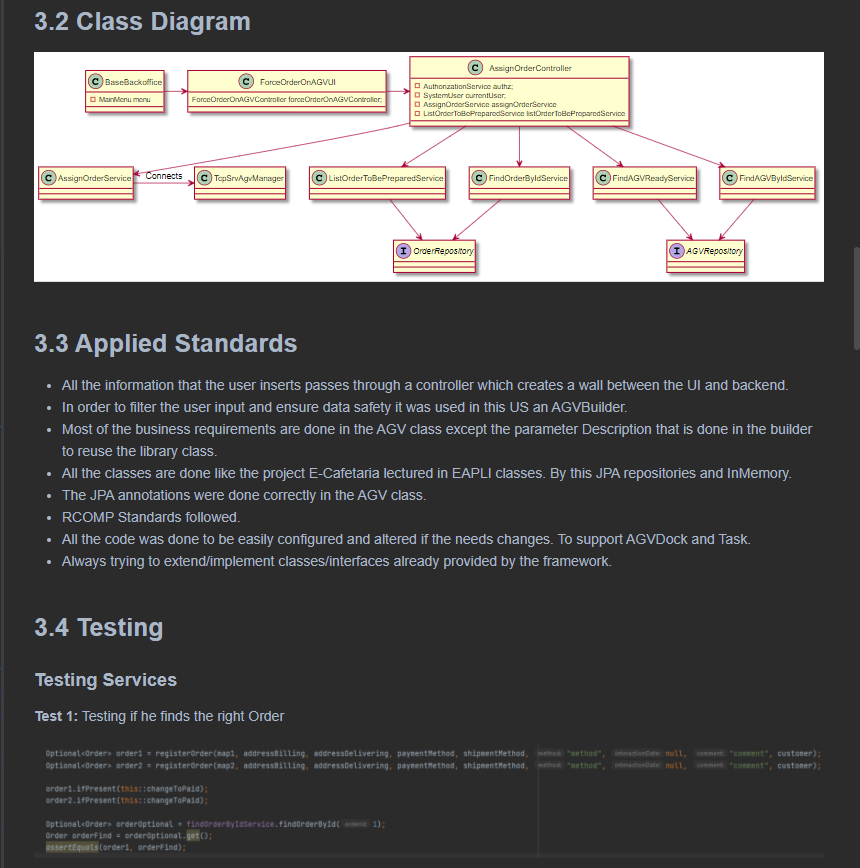 3.2 Class Diagram
C BaseBackoffice
MainMenu menu
C ForceOrderOnAGVUI
ForceOrderOnAGVController forceOrderOnAGVController;
C AssignOrderController
AuthorizationService authz;
SystemUser currentUser;
AssignOrderService assignOrderService
ListOrderToBePreparedService listOrderToBePreparedService
C AssignOrderService
Connects
C TcpSrvAgvManager
C ListOrderToBePreparedService
C FindOrderByIdService
C FindAGVReadyService
C FindAGVByIdService
I OrderRepository
I AGVRepository
3.3 Applied Standards
• All the information that the user inserts passes through a controller which creates a wall between the UI and backend.
• In order to filter the user input and ensure data safety it was used in this US an AGVBuilder.
• Most of the business requirements are done in the AGV class except the parameter Description that is done in the builder
to reuse the library class.
• All the classes are done like the project E-Cafetaria lectured in EAPLI classes. By this JPA repositories and InMemory.
• The JPA annotations were done correctly in the AGV class.
• RCOMP Standards followed.
• All the code was done to be easily configured and altered if the needs changes. To support AGVDock and Task.
• Always trying to extend/implement classes/interfaces already provided by the framework.
3.4 Testing
Testing Services
Test 1: Testing if he finds the right Order
Optional<Order> order1 = registerOrder(map1, addressBilling, addressDelivering, paymentMethod, shipmentMethod, method: "method", interactionDate: null, comment: "comment", customer);
Optional<Order> order2 = registerOrder(map2, addressBilling, addressDelivering, paymentMethod, shipmentMethod, method: "method", interactionDate: null, comment: "comment", customer);
order1.ifPresent(this::changeToPaid);
order2.ifPresent(this::changeToPaid);
Optional<Order> orderOptional = findOrderByIdService.findOrderById( orderId: 1);
Order orderFind = orderOptional.get();
assertEquals(order1, orderFind);